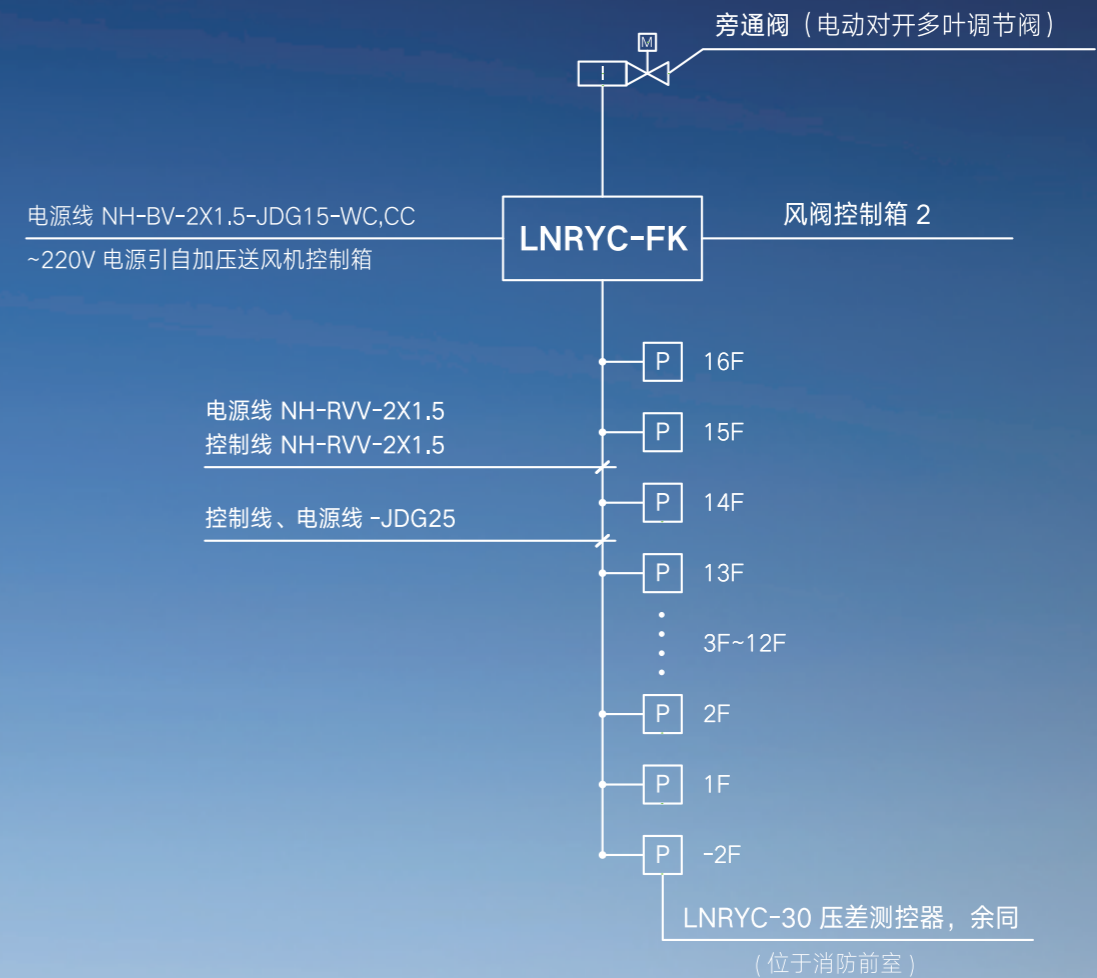 旁通阀（电动对开多叶调节阀）
M
I
电源线 NH-BV-2X1.5-JDG15-WC,CC
~220V 电源引自加压送风机控制箱
LNRYC-FK
风阀控制箱 2
P 16F
电源线 NH-RVV-2X1.5
控制线 NH-RVV-2X1.5
P 15F
P 14F
控制线、电源线 -JDG25
P 13F
3F~12F
P 2F
P 1F
P -2F
LNRYC-30 压差测控器，余同
（位于消防前室）